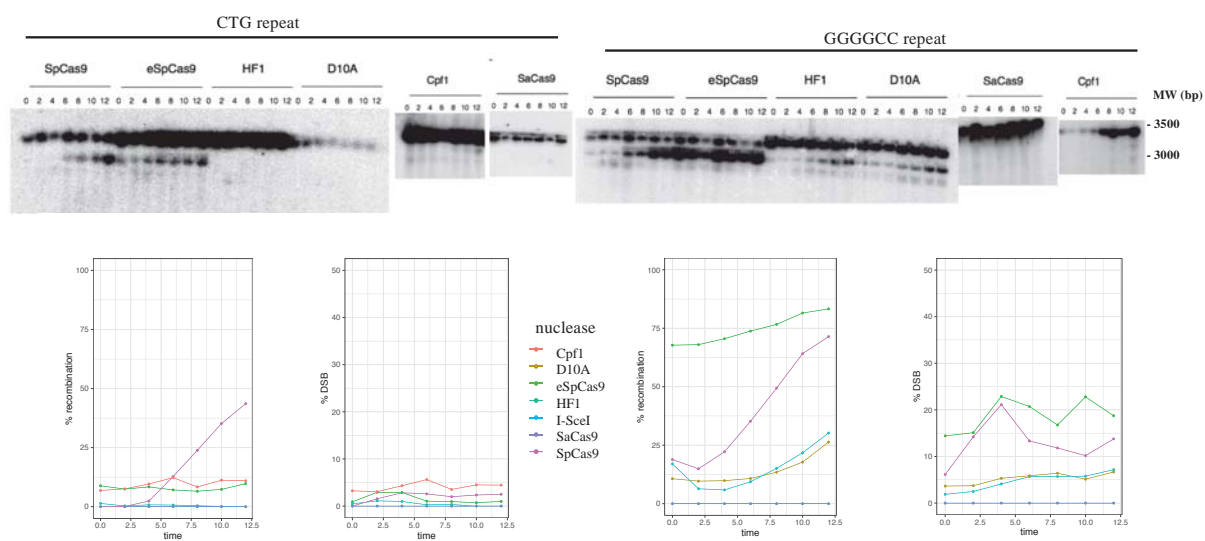 CTG repeat
GGGGCC repeat
SpCas9 eSpCas9 HF1 D10A
Cpf1
SaCas9
SpCas9 eSpCas9 HF1 D10A
SaCas9
Cpf1
0 2 4 6 8 10 12 0 2 4 6 8 10 12 0 2 4 6 8 10 12 0 2 4 6 8 10 12
0 2 4 6 8 10 12
0 2 4 6 8 10 12
0 2 4 6 8 10 12 0 2 4 6 8 10 12 0 2 4 6 8 10 12 0 2 4 6 8 10 12
0 2 4 6 8 10 12
0 2 4 6 8 10 12
MW (bp)
- 3500
- 3000
% recombination
100
75
50
25
0
0.0 2.5 5.0 7.5 10.0 12.5
time
% DSB
50
40
30
20
10
0
0.0 2.5 5.0 7.5 10.0 12.5
time
nuclease
Cpf1
D10A
eSpCas9
HF1
I-SceI
SaCas9
SpCas9
% recombination
100
75
50
25
0
0.0 2.5 5.0 7.5 10.0 12.5
time
% DSB
50
40
30
20
10
0
0.0 2.5 5.0 7.5 10.0 12.5
time